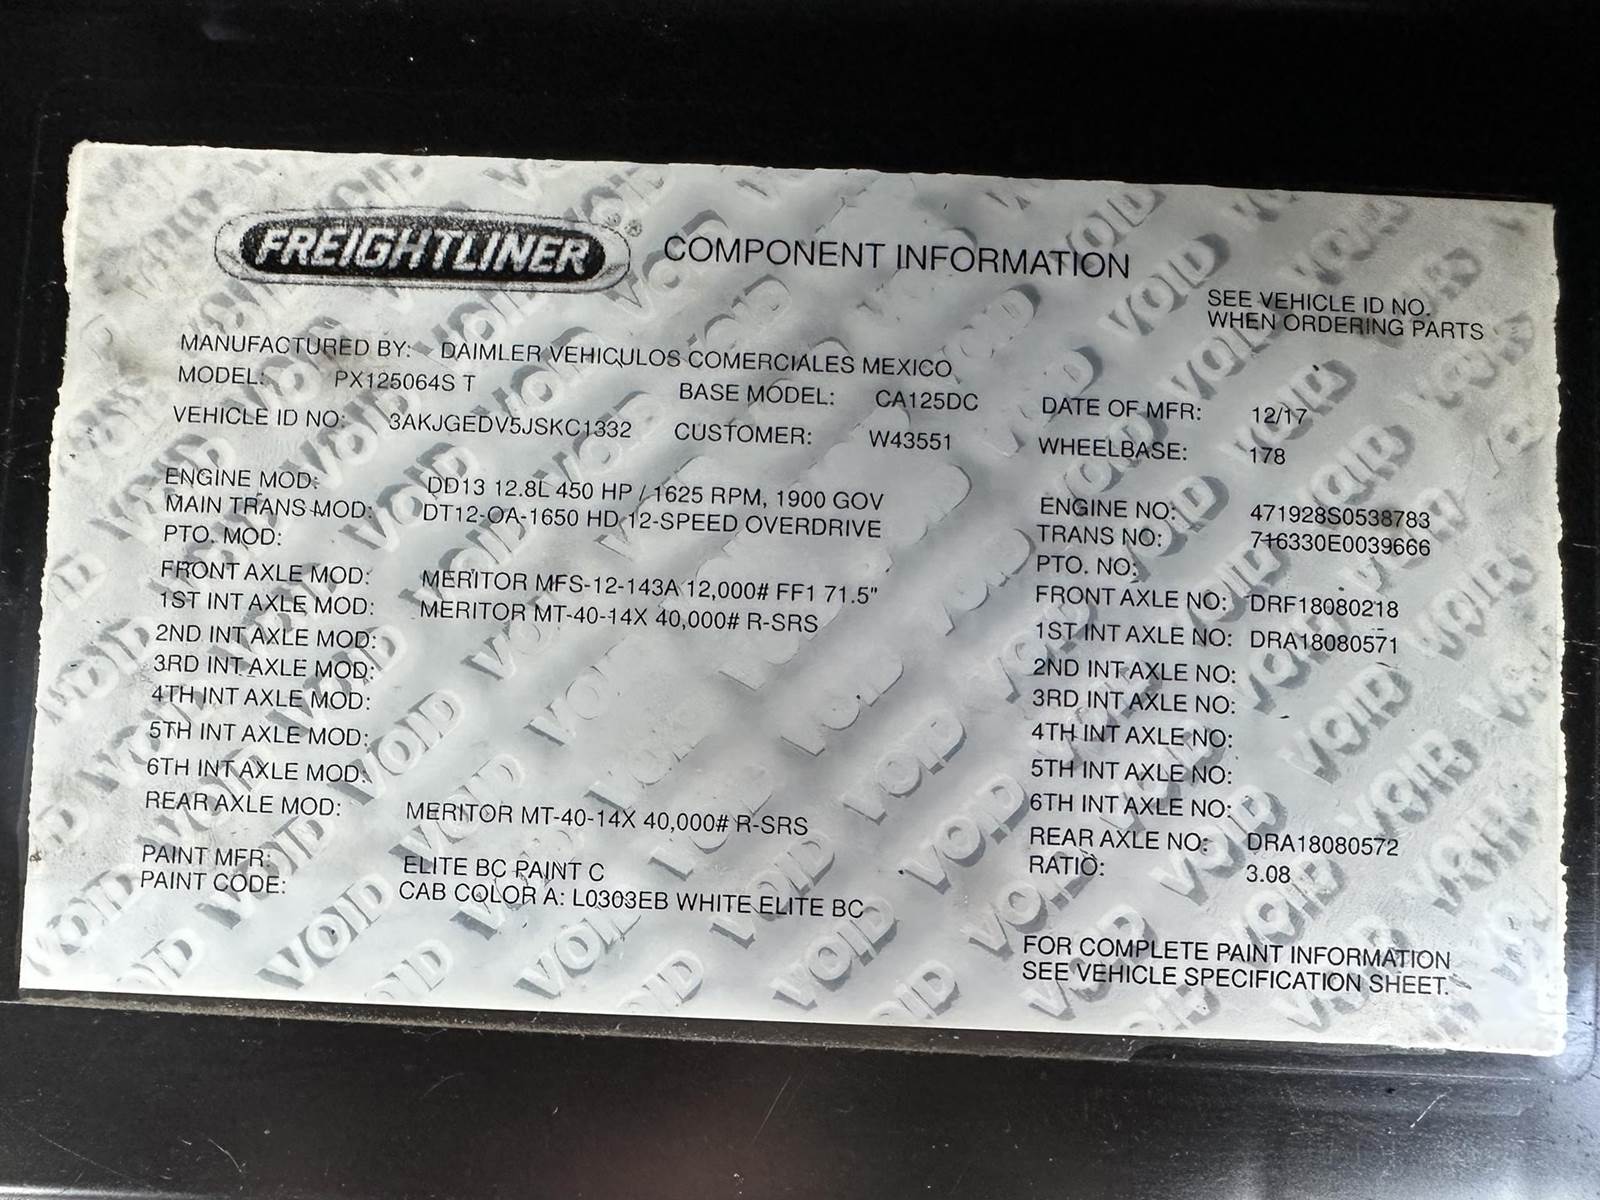 FREIGHTLINER ® COMPONENT INFORMATION
SEE VEHICLE ID NO.
WHEN ORDERING PARTS
MANUFACTURED BY: DAIMLER VEHICULOS COMERCIALES MEXICO
MODEL: PX125064S T BASE MODEL: CA125DC DATE OF MFR: 12/17
VEHICLE ID NO: 3AKJGEDV5JSKC1332 CUSTOMER: W43551 WHEELBASE: 178
ENGINE MOD: DD13 12.8L 450 HP / 1625 RPM, 1900 GOV ENGINE NO: 471928S0538783
MAIN TRANS MOD: DT12-OA-1650 HD 12-SPEED OVERDRIVE TRANS NO: 716330E0039666
PTO. MOD: PTO. NO:
FRONT AXLE MOD: MERITOR MFS-12-143A 12,000# FF1 71.5" FRONT AXLE NO: DRF18080218
1ST INT AXLE MOD: MERITOR MT-40-14X 40,000# R-SRS 1ST INT AXLE NO: DRA18080571
2ND INT AXLE MOD: 2ND INT AXLE NO:
3RD INT AXLE MOD: 3RD INT AXLE NO:
4TH INT AXLE MOD: 4TH INT AXLE NO:
5TH INT AXLE MOD: 5TH INT AXLE NO:
6TH INT AXLE MOD: 6TH INT AXLE NO:
REAR AXLE MOD: MERITOR MT-40-14X 40,000# R-SRS REAR AXLE NO: DRA18080572
RATIO: 3.08
PAINT MFR: ELITE BC PAINT C
PAINT CODE: CAB COLOR A: L0303EB WHITE ELITE BC
FOR COMPLETE PAINT INFORMATION
SEE VEHICLE SPECIFICATION SHEET.
VOID